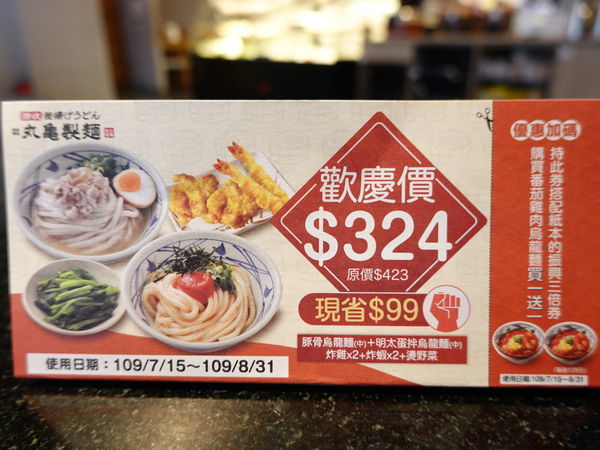 讃岐 釜揚げうどん
丸亀製麺
歡慶價
$324
原價$423
現省$99
豚骨烏龍麵(中)+明太蛋拌烏龍麵(中)
炸雞x2+炸蝦x2+燙野菜
使用日期:109/7/15～109/8/31
優惠加碼
持此券搭配紙本的振興三倍券
購買番茄雞肉烏龍麵買一送一
使用日期:109/7/15～8/31